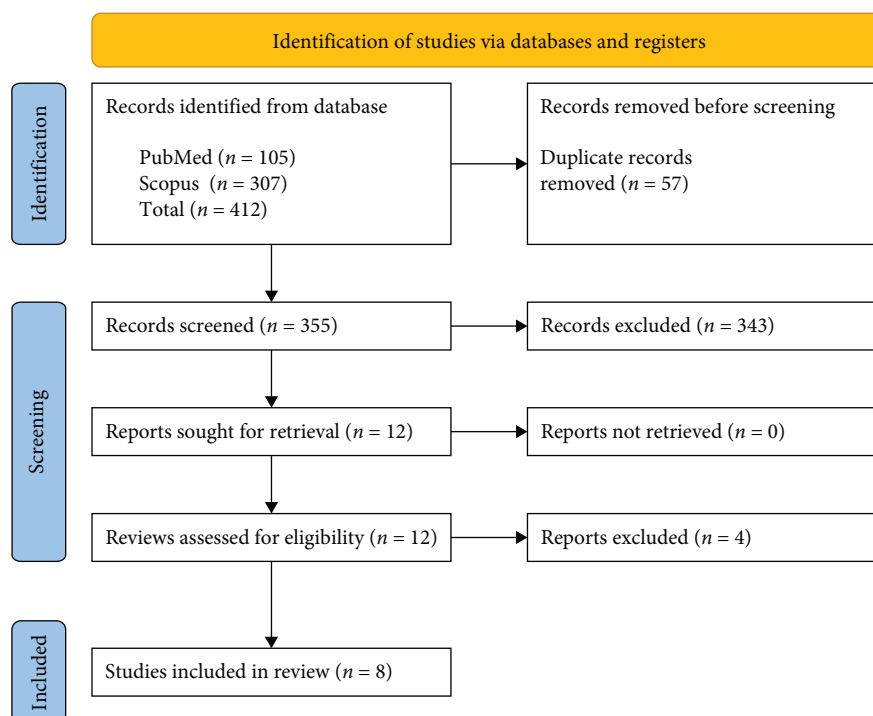 Identification of studies via databases and registers
Identification
Records identified from database
PubMed (n = 105)
Scopus (n = 307)
Total (n = 412)
Records removed before screening
Duplicate records
removed (n = 57)
Screening
Records screened (n = 355)
Records excluded (n = 343)
Reports sought for retrieval (n = 12)
Reports not retrieved (n = 0)
Reviews assessed for eligibility (n = 12)
Reports excluded (n = 4)
Included
Studies included in review (n = 8)